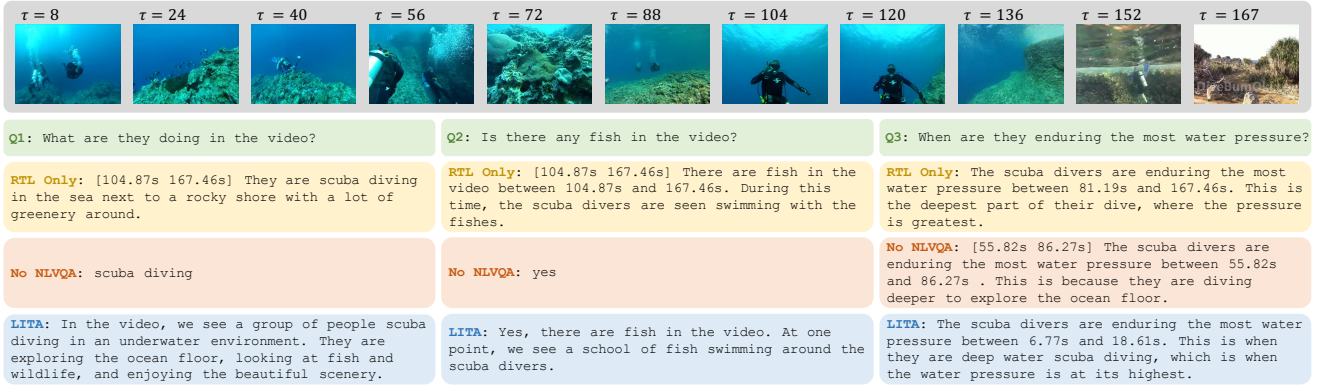 τ = 8
τ = 24
τ = 40
τ = 56
τ = 72
τ = 88
τ = 104
τ = 120
τ = 136
τ = 152
τ = 167
Q1: What are they doing in the video?
RTL Only: [104.87s 167.46s] They are scuba diving
in the sea next to a rocky shore with a lot of
greenery around.
No NLVQA: scuba diving
LITA: In the video, we see a group of people scuba
diving in an underwater environment. They are
exploring the ocean floor, looking at fish and
wildlife, and enjoying the beautiful scenery.
Q2: Is there any fish in the video?
RTL Only: [104.87s 167.46s] There are fish in the
video between 104.87s and 167.46s. During this
time, the scuba divers are seen swimming with the
fishes.
No NLVQA: yes
LITA: Yes, there are fish in the video. At one
point, we see a school of fish swimming around the
scuba divers.
Q3: When are they enduring the most water pressure?
RTL Only: The scuba divers are enduring the most
water pressure between 81.19s and 167.46s. This is
the deepest part of their dive, where the pressure
is greatest.
No NLVQA: [55.82s 86.27s] The scuba divers are
enduring the most water pressure between 55.82s
and 86.27s . This is because they are diving
deeper to explore the ocean floor.
LITA: The scuba divers are enduring the most water
pressure between 6.77s and 18.61s. This is when
they are deep water scuba diving, which is when
the water pressure is at its highest.